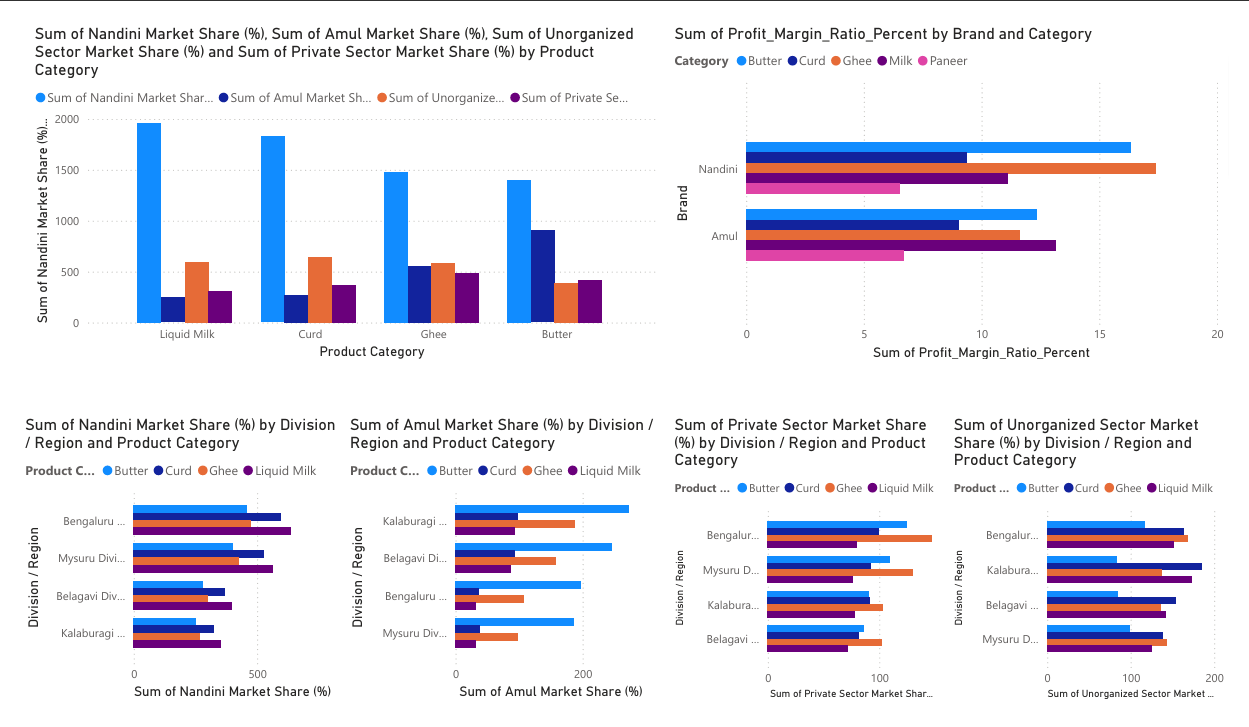 Sum of Nandini Market Share (%), Sum of Amul Market Share (%), Sum of Unorganized
Sector Market Share (%) and Sum of Private Sector Market Share (%) by Product
Category
Sum of Nandini Market Shar... Sum of Amul Market Sh... Sum of Unorganize... Sum of Private Se...
Sum of Nandini Market Share (%)...
2000
1500
1000
500
0
Liquid Milk Curd Ghee Butter
Product Category
Sum of Profit_Margin_Ratio_Percent by Brand and Category
Category Butter Curd Ghee Milk Paneer
Brand
Nandini
Amul
0 5 10 15 20
Sum of Profit_Margin_Ratio_Percent
Sum of Nandini Market Share (%) by Division
/ Region and Product Category
Product C... Butter Curd Ghee Liquid Milk
Division / Region
Bengaluru ...
Mysuru Divi...
Belagavi Div...
Kalaburagi ...
0 500
Sum of Nandini Market Share (%)
Sum of Amul Market Share (%) by Division /
Region and Product Category
Product C... Butter Curd Ghee Liquid Milk
Division / Region
Kalaburagi ...
Belagavi Di...
Bengaluru ...
Mysuru Div...
0 200
Sum of Amul Market Share (%)
Sum of Private Sector Market Share
(%) by Division / Region and Product
Category
Product ... Butter Curd Ghee Liquid Milk
Division / Region
Bengalur...
Mysuru D...
Kalabura...
Belagavi ...
0 100
Sum of Private Sector Market Shar...
Sum of Unorganized Sector Market
Share (%) by Division / Region and
Product Category
Product ... Butter Curd Ghee Liquid Milk
Division / Region
Bengalur...
Kalabura...
Belagavi ...
Mysuru D...
0 100 200
Sum of Unorganized Sector Market ...